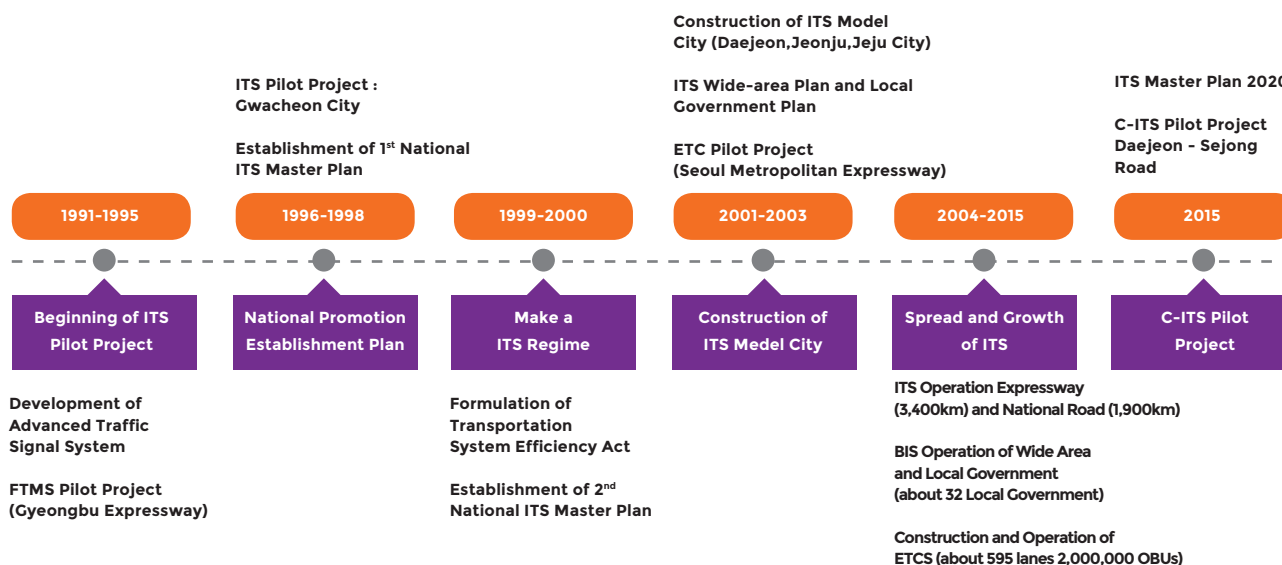 Construction of ITS Model
City (Daejeon,Jeonju,Jeju City)
ITS Pilot Project :
Gwacheon City
ITS Wide-area Plan and Local
Government Plan
ITS Master Plan 2020
Establishment of 1st National
ITS Master Plan
ETC Pilot Project
(Seoul Metropolitan Expressway)
C-ITS Pilot Project
Daejeon - Sejong
Road
1991-1995
1996-1998
1999-2000
2001-2003
2004-2015
2015
Beginning of ITS
Pilot Project
National Promotion
Establishment Plan
Make a
ITS Regime
Construction of
ITS Medel City
Spread and Growth
of ITS
C-ITS Pilot
Project
Development of
Advanced Traffic
Signal System
FTMS Pilot Project
(Gyeongbu Expressway)
Formulation of
Transportation
System Efficiency Act
Establishment of 2nd
National ITS Master Plan
ITS Operation Expressway
(3,400km) and National Road (1,900km)
BIS Operation of Wide Area
and Local Government
(about 32 Local Government)
Construction and Operation of
ETCS (about 595 lanes 2,000,000 OBUs)